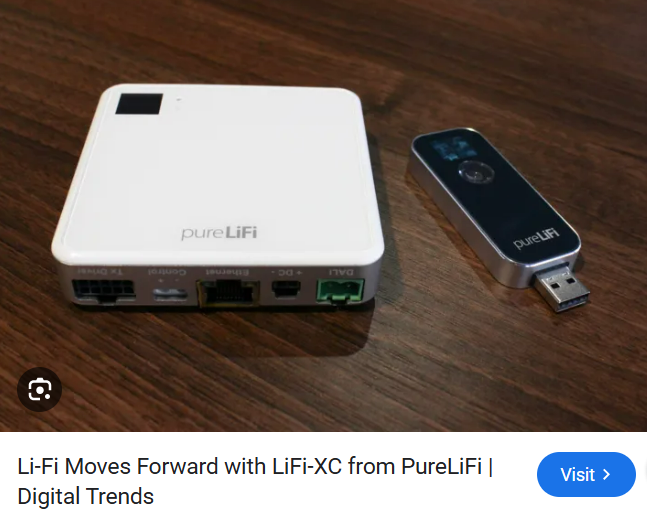 pureLiFi
pureLiFi
Tx Driver Control Ethernet + DC - DALI
Li-Fi Moves Forward with LiFi-XC from PureLiFi |
Digital Trends
Visit >